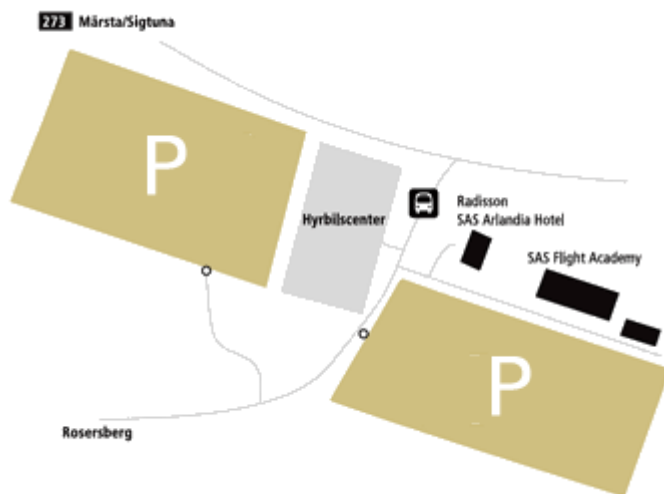 273 Märsta/Sigtuna
P
Hyrbilscenter
Radisson
SAS Arlandia Hotel
SAS Flight Academy
P
Rosersberg